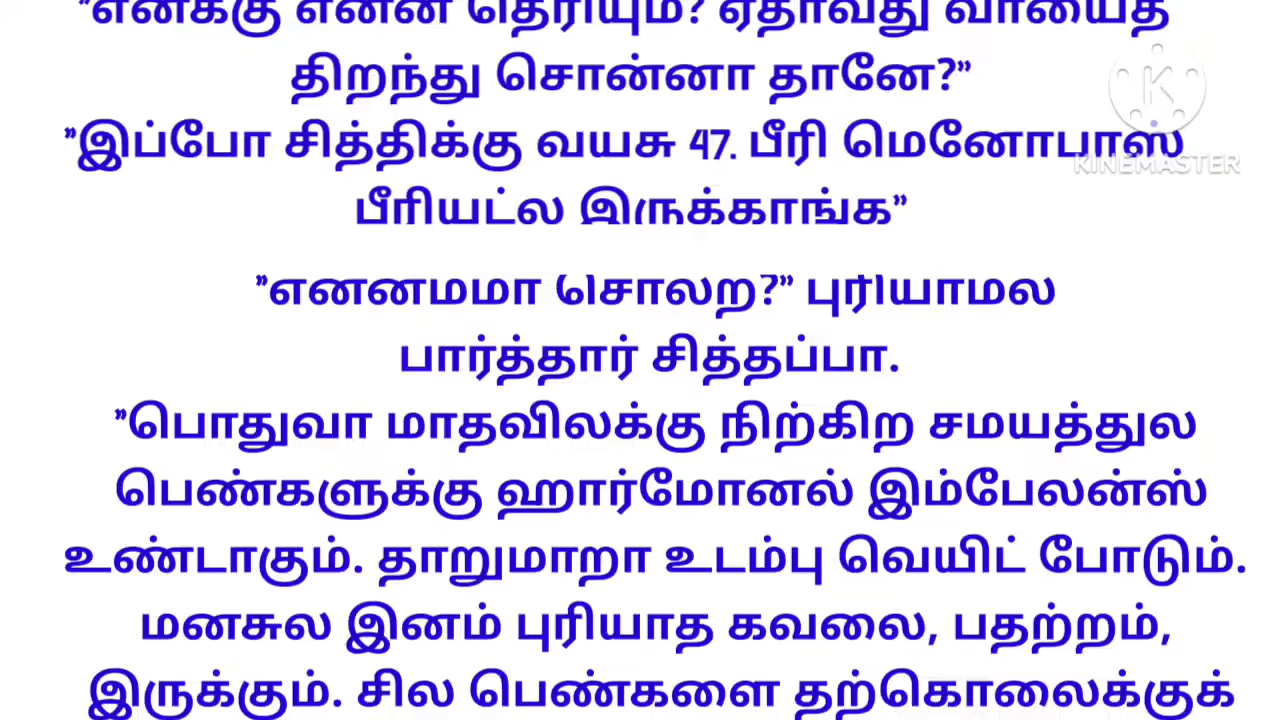 "எனக்கு என்ன தெரியும்? ஏதாவது வாயைத்
திறந்து சொன்னா தானே?"
"இப்போ சித்திக்கு வயசு 47. பீரி மெனோபாஸ்
பீரியட்ல இருக்காங்க"
"என்னம்மா சொல்ற?" புரியாமல்
பார்த்தார் சித்தப்பா.
"பொதுவா மாதவிலக்கு நிற்கிற சமயத்துல
பெண்களுக்கு ஹார்மோனல் இம்பேலன்ஸ்
உண்டாகும். தாறுமாறா உடம்பு வெயிட் போடும்.
மனசுல இனம் புரியாத கவலை, பதற்றம்,
இருக்கும். சில பெண்களை தற்கொலைக்குக்
KINEMASTER